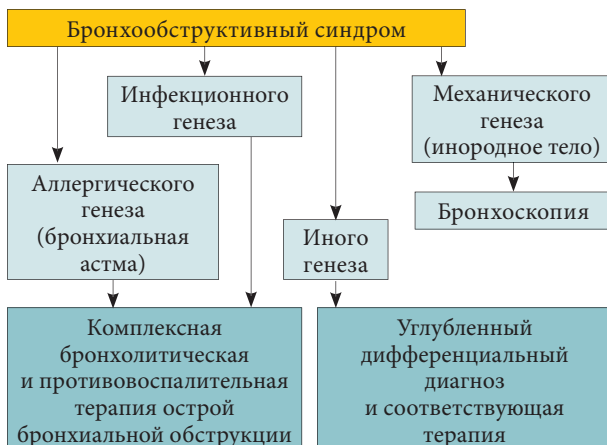 Бронхообструктивный синдром
Инфекционного
генеза
Механического
генеза
(инородное тело)
Аллергического
генеза
(бронхиальная
астма)
Иного
генеза
Бронхоскопия
Комплексная
бронхолитическая
и противовоспалительная
терапия острой
бронхиальной обструкции
Углубленный
дифференциальный
диагноз
и соответствующая
терапия